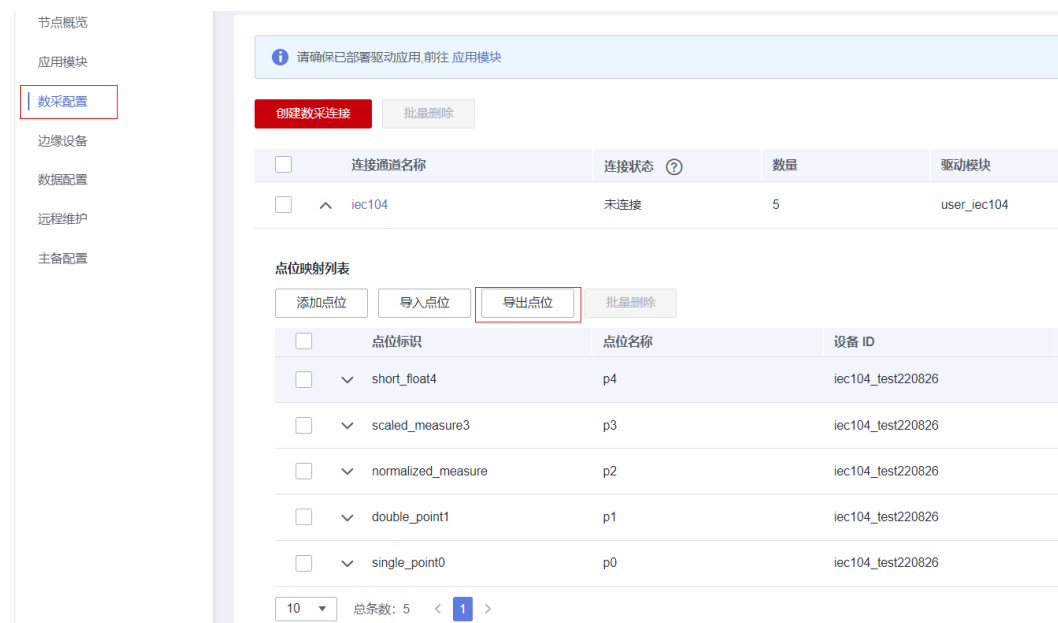 节点概览
应用模块
数采配置
边缘设备
数据配置
远程维护
主备配置
请确保已部署驱动应用,前往 应用模块
创建数采连接 批量删除
连接通道名称 连接状态 ? 数量 驱动模块
iec104 未连接 5 user_iec104
点位映射列表
添加点位 导入点位 导出点位 批量删除
点位标识 点位名称 设备 ID
short_float4 p4 iec104_test220826
scaled_measure3 p3 iec104_test220826
normalized_measure p2 iec104_test220826
double_point1 p1 iec104_test220826
single_point0 p0 iec104_test220826
10 总条数: 5 < 1 >